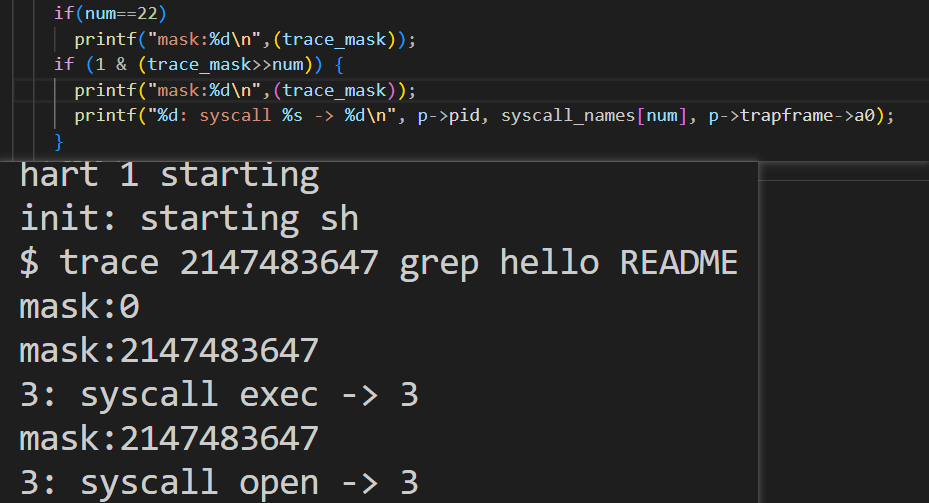 if(num==22)
printf("mask:%d\n",(trace_mask));
if (1 & (trace_mask>>num)) {
printf("mask:%d\n",(trace_mask));
printf("%d: syscall %s -> %d\n", p->pid, syscall_names[num], p->trapframe->a0);
}
hart 1 starting
init: starting sh
$ trace 2147483647 grep hello README
mask:0
mask:2147483647
3: syscall exec -> 3
mask:2147483647
3: syscall open -> 3